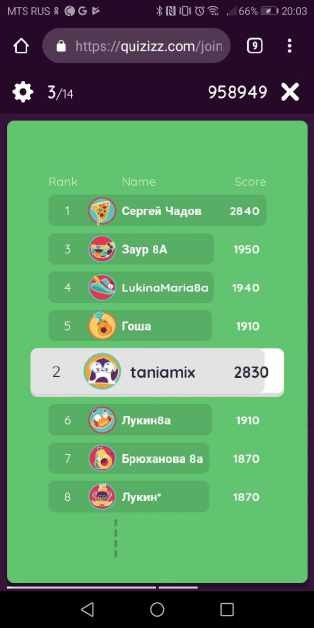 MTS RUS
66%
20:03
https://quizizz.com/join
9
3/14
958949
Rank Name Score
1 Сергей Чадов 2840
3 Заур 8А 1950
4 LukinaMaria8a 1940
5 Гоша 1910
2 taniamix 2830
6 Лукин8а 1910
7 Брюханова 8а 1870
8 Лукин* 1870